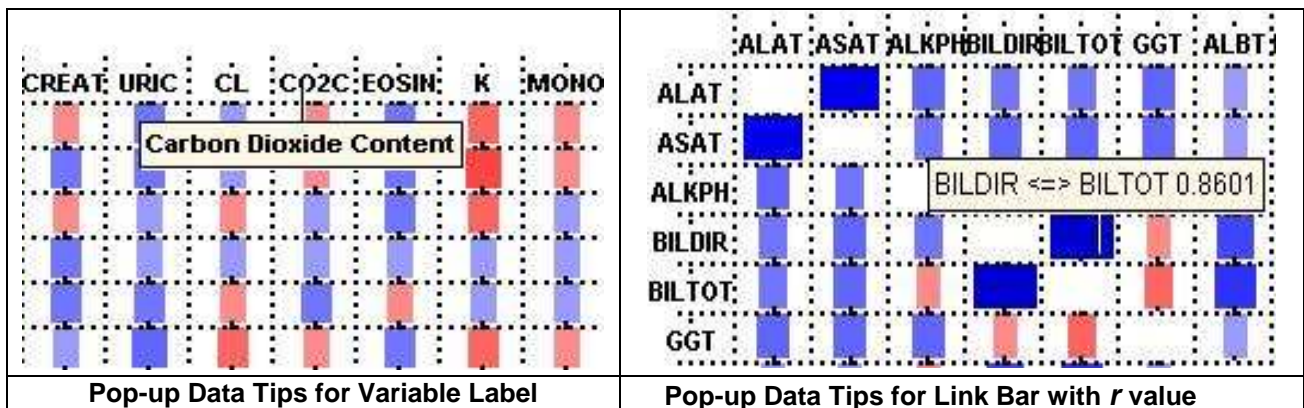 CREAT URIC CL CO2C EOSIN K MONO
Carbon Dioxide Content
Pop-up Data Tips for Variable Label
ALAT ASAT ALKPH BILDIR BILTOT GGT ALBT
ALAT
ASAT
BILDIR <=> BILTOT 0.8601
ALKPH
BILDIR
BILTOT
GGT
Pop-up Data Tips for Link Bar with r value